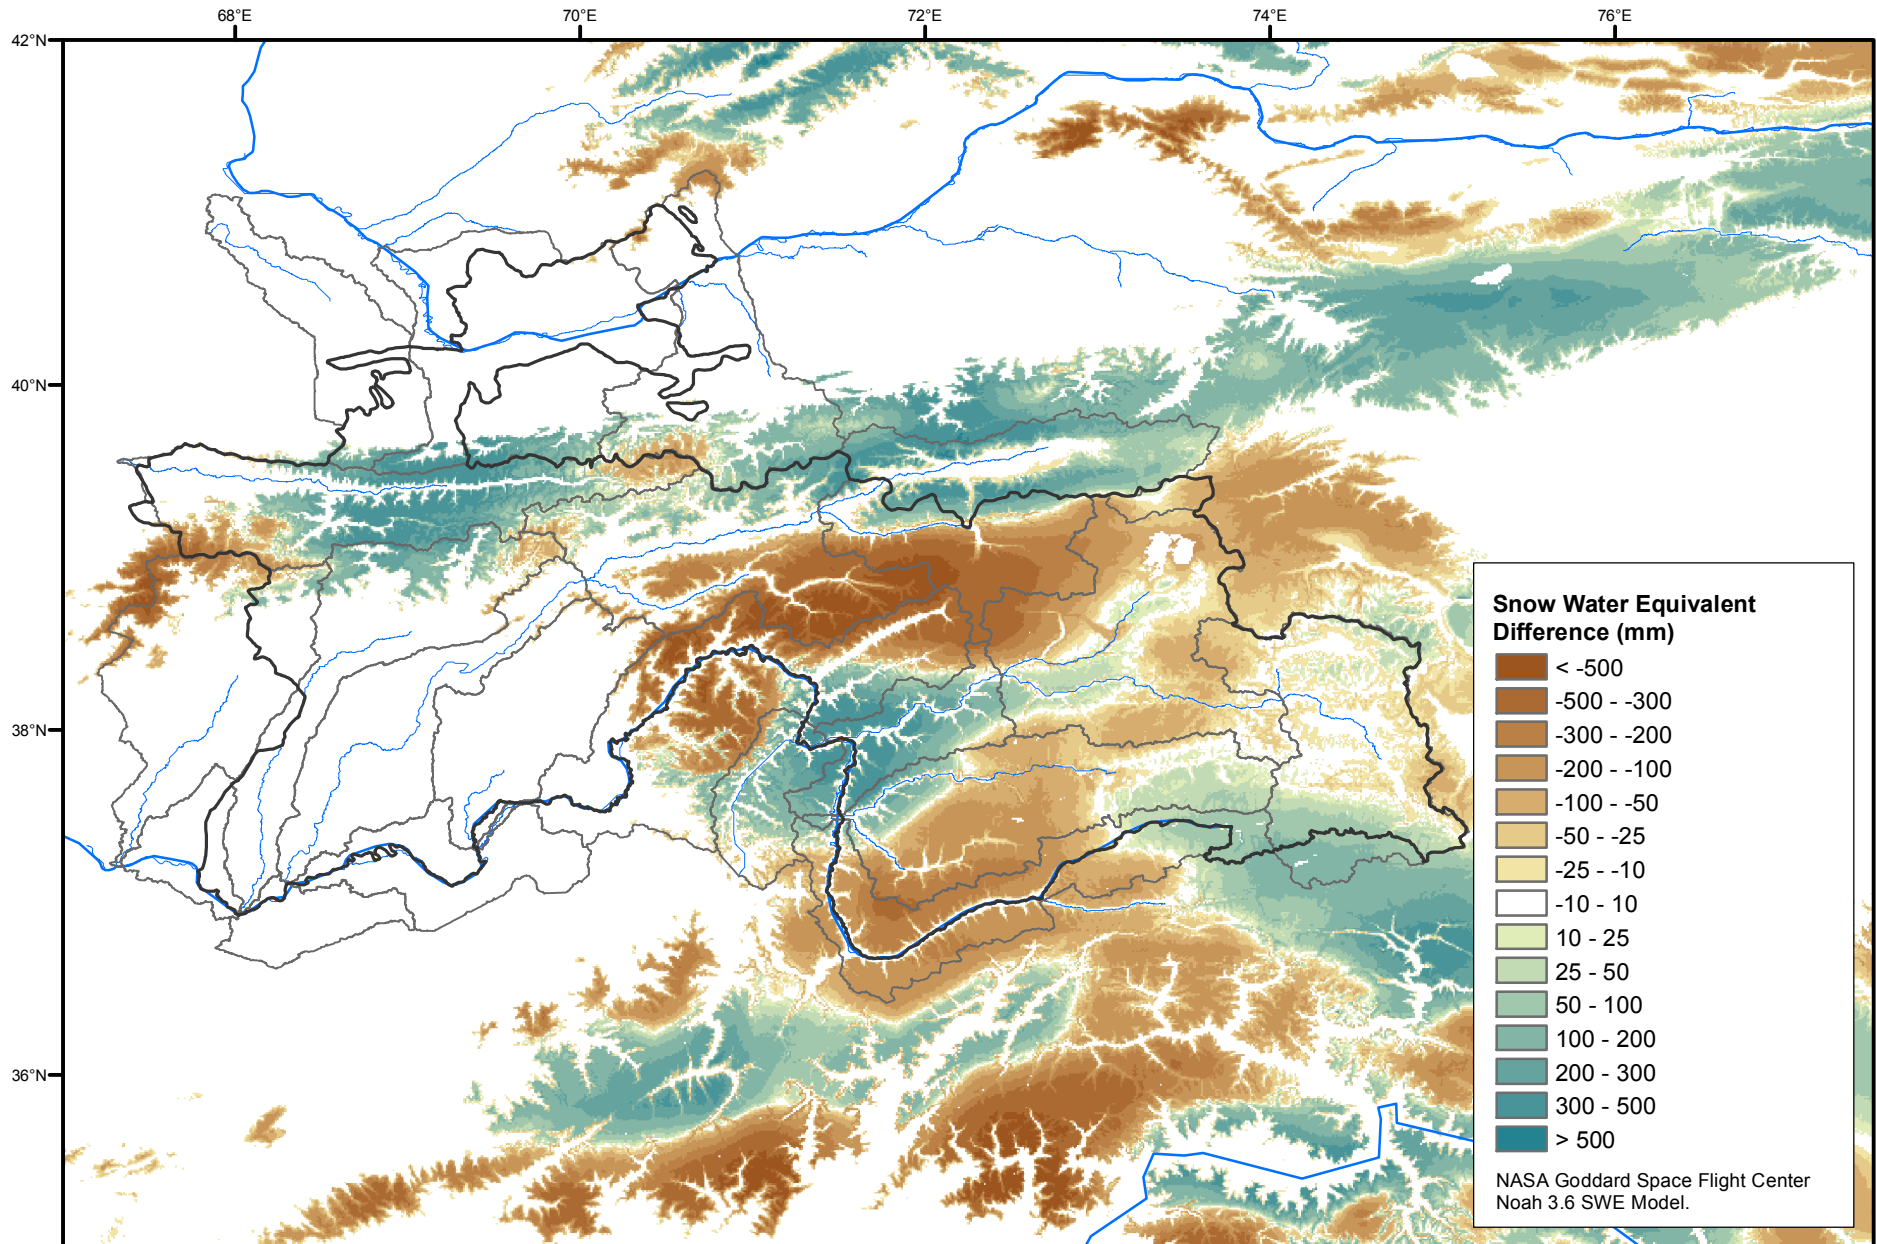 68°E
70°E
72°E
74°E
76°E
42°N
40°N
38°N
36°N
Snow Water Equivalent
Difference (mm)
< -500
-500 - -300
-300 - -200
-200 - -100
-100 - -50
-50 - -25
-25 - -10
-10 - 10
10 - 25
25 - 50
50 - 100
100 - 200
200 - 300
300 - 500
> 500
NASA Goddard Space Flight Center
Noah 3.6 SWE Model.